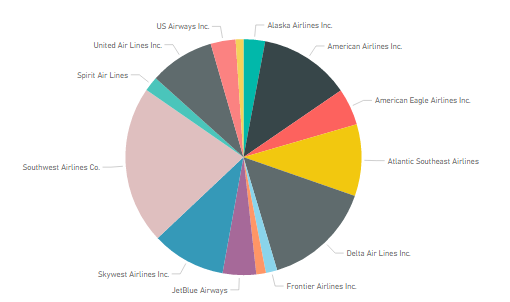 US Airways Inc.
Alaska Airlines Inc.
United Air Lines Inc.
American Airlines Inc.
Spirit Air Lines
American Eagle Airlines Inc.
Southwest Airlines Co.
Atlantic Southeast Airlines
Skywest Airlines Inc.
Delta Air Lines Inc.
JetBlue Airways
Frontier Airlines Inc.